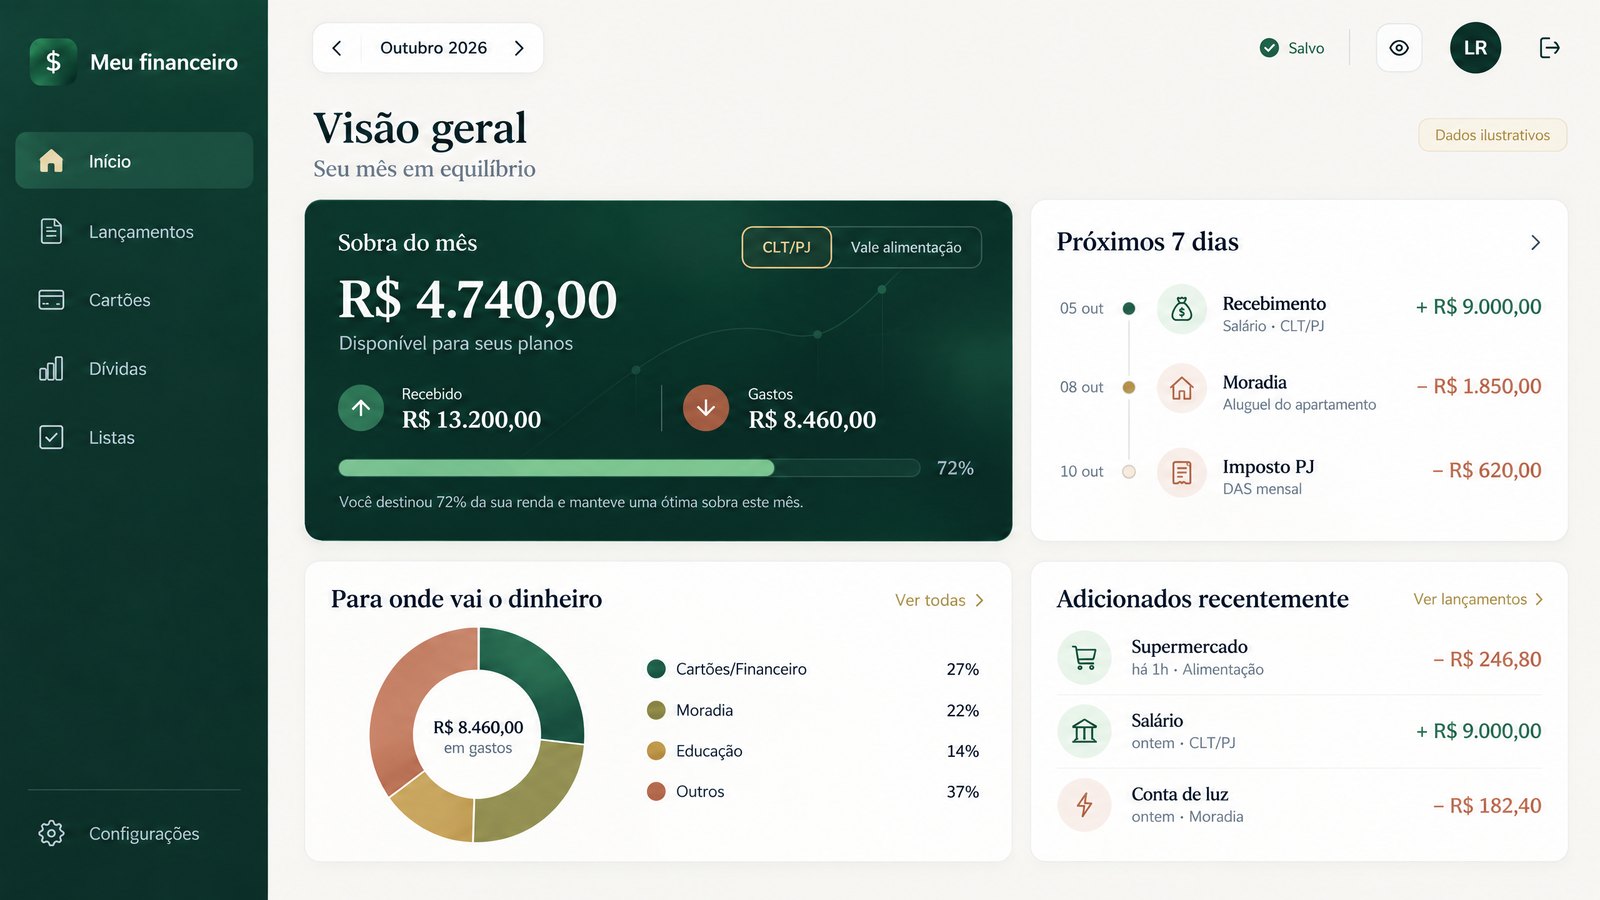 $ Meu financeiro
Início
Lançamentos
Cartões
Dívidas
Listas
Configurações
Outubro 2026
Salvo
LR
Visão geral
Seu mês em equilíbrio
Dados ilustrativos
Sobra do mês
CLT/PJ
Vale alimentação
R$ 4.740,00
Disponível para seus planos
Recebido
R$ 13.200,00
Gastos
R$ 8.460,00
72%
Você destinou 72% da sua renda e manteve uma ótima sobra este mês.
Próximos 7 dias
05 out
Recebimento
Salário • CLT/PJ
+ R$ 9.000,00
08 out
Moradia
Aluguel do apartamento
– R$ 1.850,00
10 out
Imposto PJ
DAS mensal
– R$ 620,00
Para onde vai o dinheiro
Ver todas
R$ 8.460,00
em gastos
Cartões/Financeiro 27%
Moradia 22%
Educação 14%
Outros 37%
Adicionados recentemente
Ver lançamentos
Supermercado
há 1h • Alimentação
– R$ 246,80
Salário
ontem • CLT/PJ
+ R$ 9.000,00
Conta de luz
ontem • Moradia
– R$ 182,40